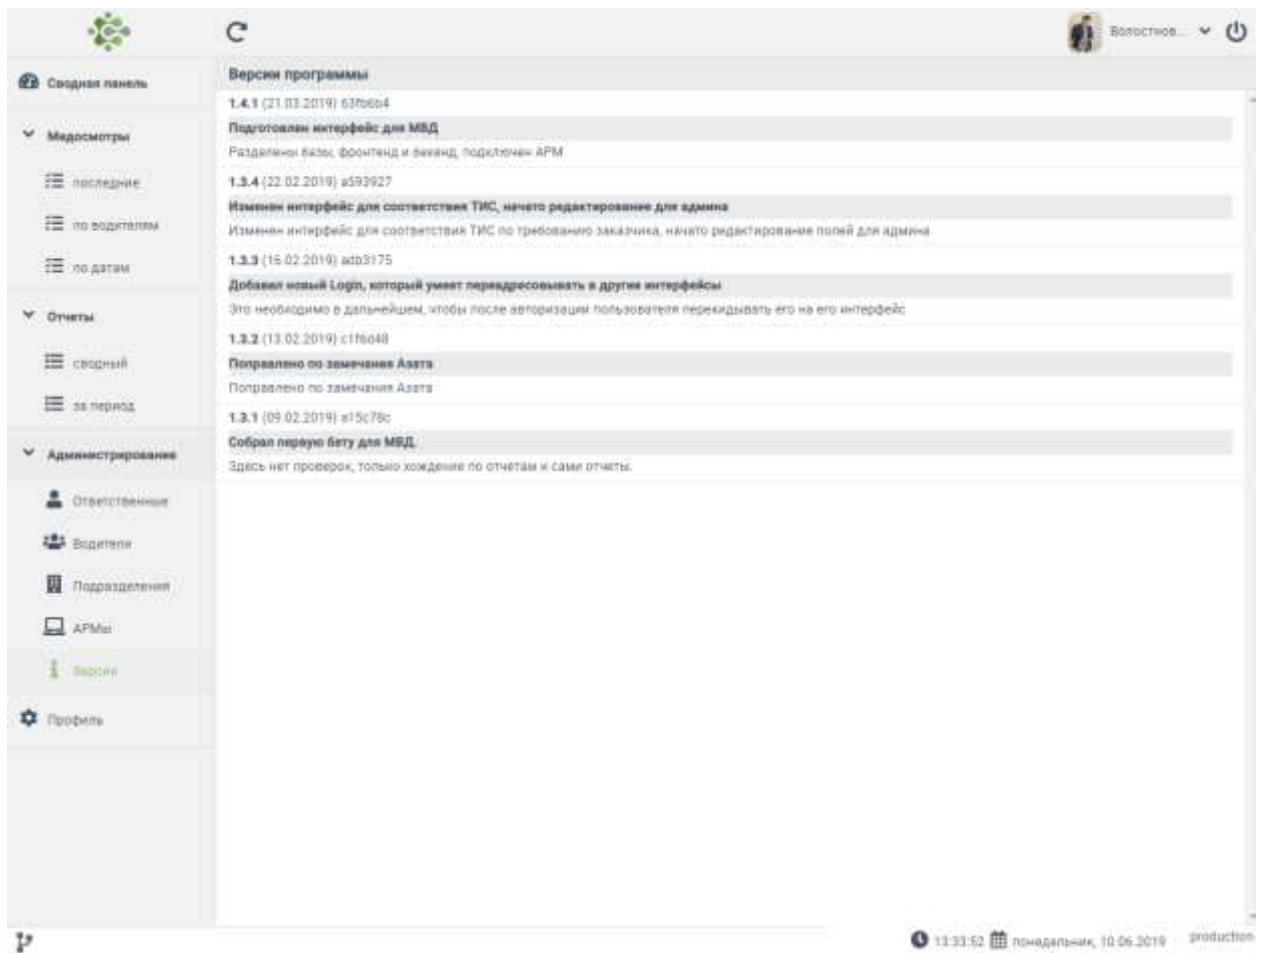 Волостнов...
Сводная панель
Медосмотры
последние
по водителям
по датам
Отчеты
сводный
за период
Администрирование
Ответственные
Водители
Подразделения
АРМы
Версии
Профиль
Версии программы
1.4.1 (21.03.2019) 63fb6b4
Подготовлен интерфейс для МВД
Разделены базы, фронтенд и бекенд, подключен АРМ
1.3.4 (22.02.2019) a593927
Изменен интерфейс для соответствия ТИС, начато редактирование для админа
Изменен интерфейс для соответствия ТИС по требованию заказчика, начато редактирование полей для админа
1.3.3 (15.02.2019) adb3175
Добавил новый Login, который умеет переадресовывать в другие интерфейсы
Это необходимо в дальнейшем, чтобы после авторизации пользователя перекидывать его на его интерфейс
1.3.2 (13.02.2019) c1f6d48
Поправлено по замечания Азата
Поправлено по замечания Азата
1.3.1 (09.02.2019) a15c78c
Собрал первую бету для МВД.
Здесь нет проверок, только хождение по отчетам и сами отчеты.
13:33:52 понедельник, 10.06.2019 production